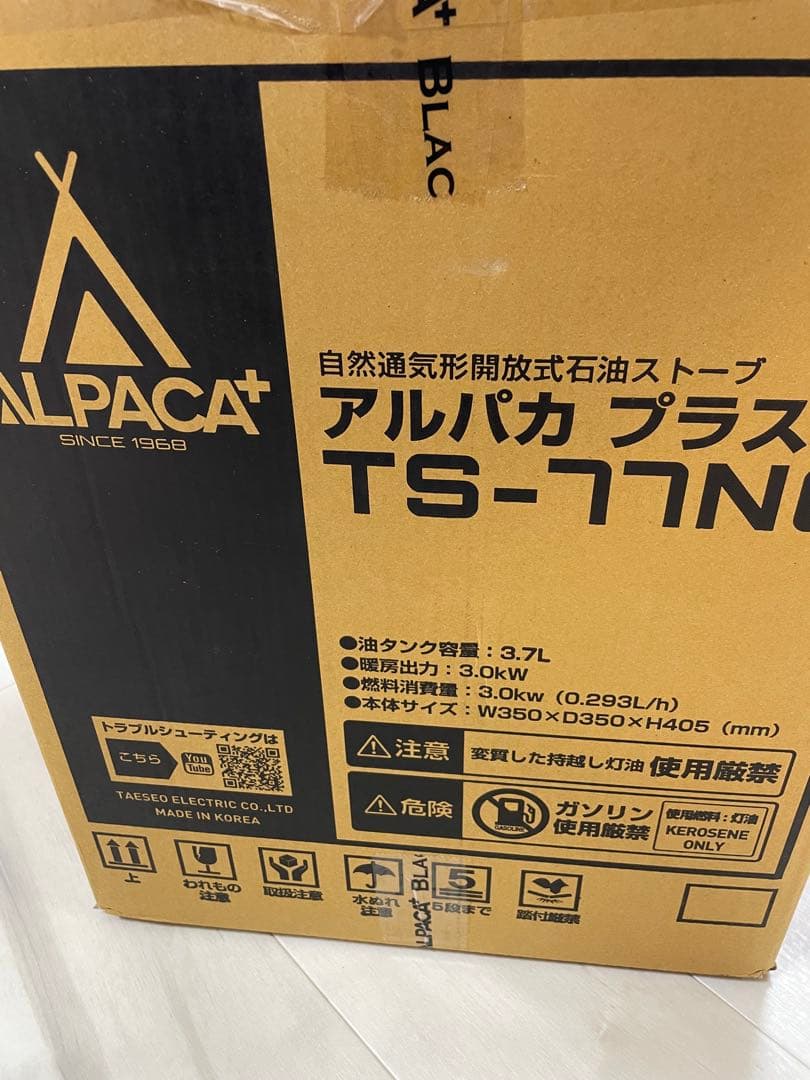 BLAC
ALPACA+
SINCE 1968
自然通気形開放式石油ストーブ
アルパカ プラス
TS-77N
●油タンク容量：3.7L
●暖房出力：3.0kW
●燃料消費量：3.0kw（0.293L/h）
●本体サイズ：W350×D350×H405（mm）
注意 変質した持越し灯油 使用厳禁
危険 GASOLINE ガソリン
使用厳禁
使用燃料：灯油
KEROSENE
ONLY
トラブルシューティングは
こちら You
Tube
TAESEO ELECTRIC CO.,LTD
MADE IN KOREA
上
われもの
注意
取扱注意
水ぬれ
注意
5
5段まで
踏付厳禁
ALPACA+ BLA